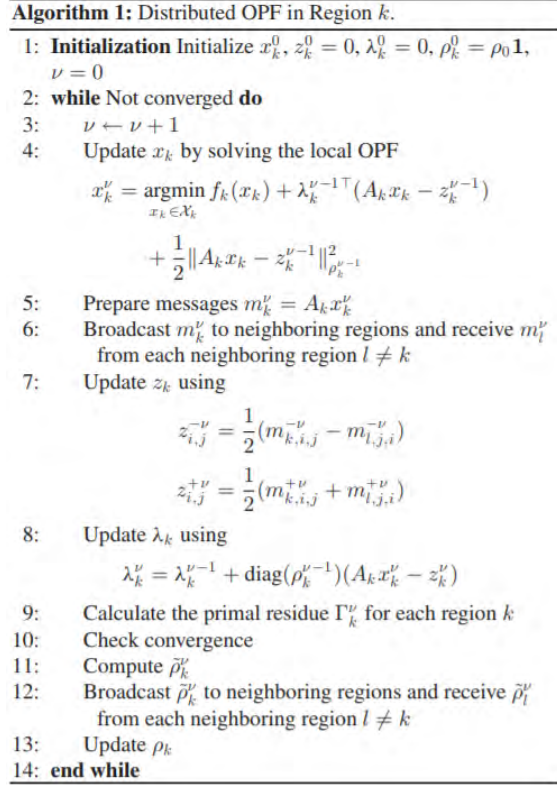 Algorithm 1: Distributed OPF in Region k.
1: Initialization Initialize x_k^0, z_k^0 = 0, λ_k^0 = 0, ρ_k^0 = ρ_0 1,
ν = 0
2: while Not converged do
3: ν ← ν + 1
4: Update x_k by solving the local OPF
x_k^ν = argmin_{x_k∈𝒳_k} f_k(x_k) + λ_k^{ν−1⊤}(A_k x_k − z_k^{ν−1})
+ \frac{1}{2}‖A_k x_k − z_k^{ν−1}‖^2_{ρ_k^{ν−1}}
5: Prepare messages m_k^ν = A_k x_k^ν
6: Broadcast m_k^ν to neighboring regions and receive m_l^ν
from each neighboring region l ≠ k
7: Update z_k using
z_{i,j}^{−ν} = \frac{1}{2}(m_{k,i,j}^{−ν} − m_{l,j,i}^{−ν})
z_{i,j}^{+ν} = \frac{1}{2}(m_{k,i,j}^{+ν} + m_{l,j,i}^{+ν})
8: Update λ_k using
λ_k^ν = λ_k^{ν−1} + diag(ρ_k^{ν−1})(A_k x_k^ν − z_k^ν)
9: Calculate the primal residue Γ_k^ν for each region k
10: Check convergence
11: Compute ρ̃_k^ν
12: Broadcast ρ̃_k^ν to neighboring regions and receive ρ̃_l^ν
from each neighboring region l ≠ k
13: Update ρ_k
14: end while